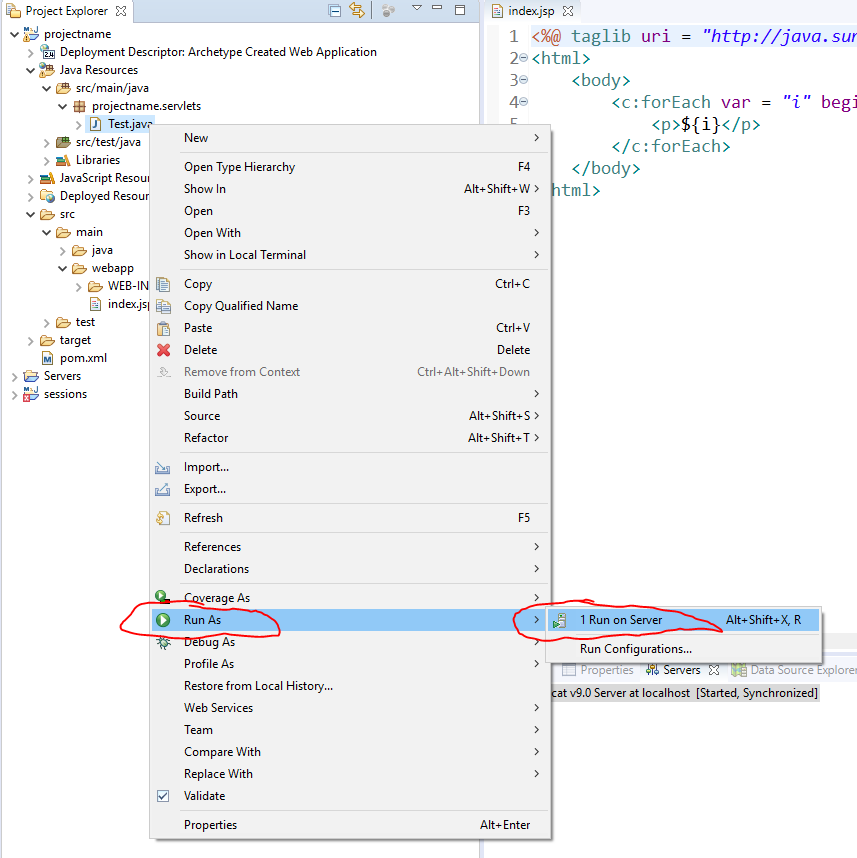 Project Explorer
projectname
Deployment Descriptor: Archetype Created Web Application
Java Resources
src/main/java
projectname.servlets
Test.java
src/test/java
Libraries
JavaScript Resour
Deployed Resour
src
main
java
webapp
WEB-IN
index.jsp
test
target
pom.xml
Servers
sessions
index.jsp
1 <%@ taglib uri = "http://java.sun
2 <html>
3 <body>
4 <c:forEach var = "i" begi
5 <p>${i}</p>
</c:forEach>
</body>
html>
New
Open Type Hierarchy F4
Show In Alt+Shift+W
Open F3
Open With
Show in Local Terminal
Copy Ctrl+C
Copy Qualified Name
Paste Ctrl+V
Delete Delete
Remove from Context Ctrl+Alt+Shift+Down
Build Path
Source Alt+Shift+S
Refactor Alt+Shift+T
Import...
Export...
Refresh F5
References
Declarations
Coverage As
Run As
Debug As
Profile As
Restore from Local History...
Web Services
Team
Compare With
Replace With
Validate
Properties Alt+Enter
1 Run on Server Alt+Shift+X, R
Run Configurations...
Properties Servers Data Source Explorer
cat v9.0 Server at localhost [Started, Synchronized]